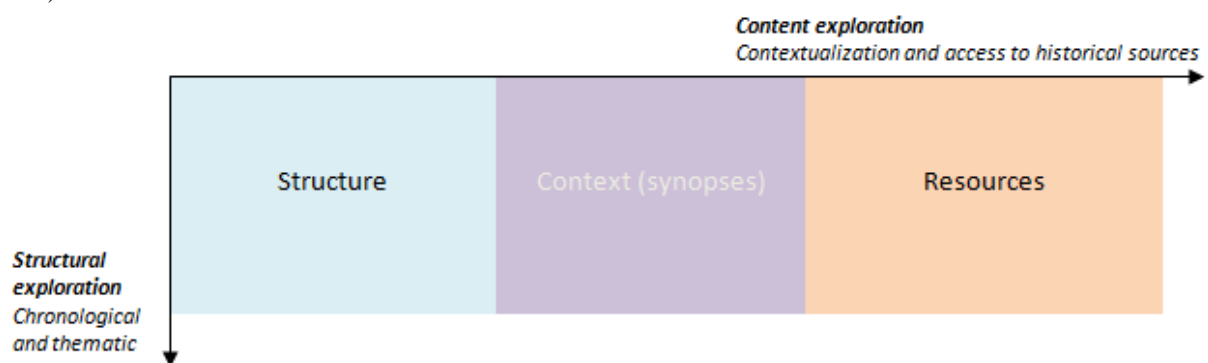 Content exploration
Contextualization and access to historical sources
Structure
Context (synopses)
Resources
Structural
exploration
Chronological
and thematic